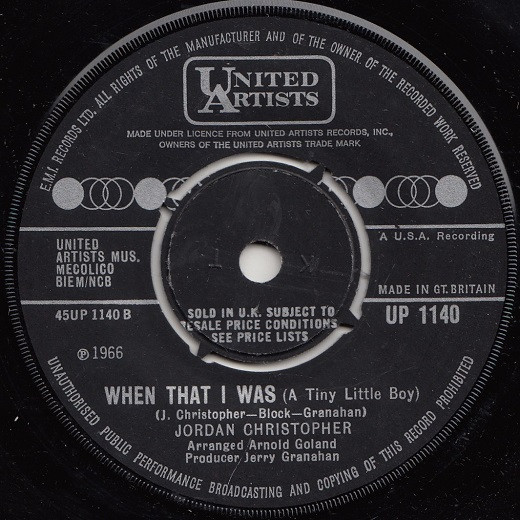 E.M.I. RECORDS LTD. ALL RIGHTS OF THE MANUFACTURER AND OF THE OWNER OF THE RECORDED WORK RESERVED
UNITED
ARTISTS
MADE UNDER LICENCE FROM UNITED ARTISTS RECORDS, INC.,
OWNERS OF THE UNITED ARTISTS TRADE MARK
UNITED
ARTISTS MUS.
MECOLICO
BIEM/NCB
A U.S.A. Recording
MADE IN GT. BRITAIN
45UP 1140 B
UP 1140
SOLD IN U.K. SUBJECT TO
RESALE PRICE CONDITIONS
SEE PRICE LISTS
Ⓟ 1966
WHEN THAT I WAS (A Tiny Little Boy)
(J. Christopher—Block—Granahan)
JORDAN CHRISTOPHER
Arranged Arnold Goland
Producer Jerry Granahan
UNAUTHORISED PUBLIC PERFORMANCE BROADCASTING AND COPYING OF THIS RECORD PROHIBITED